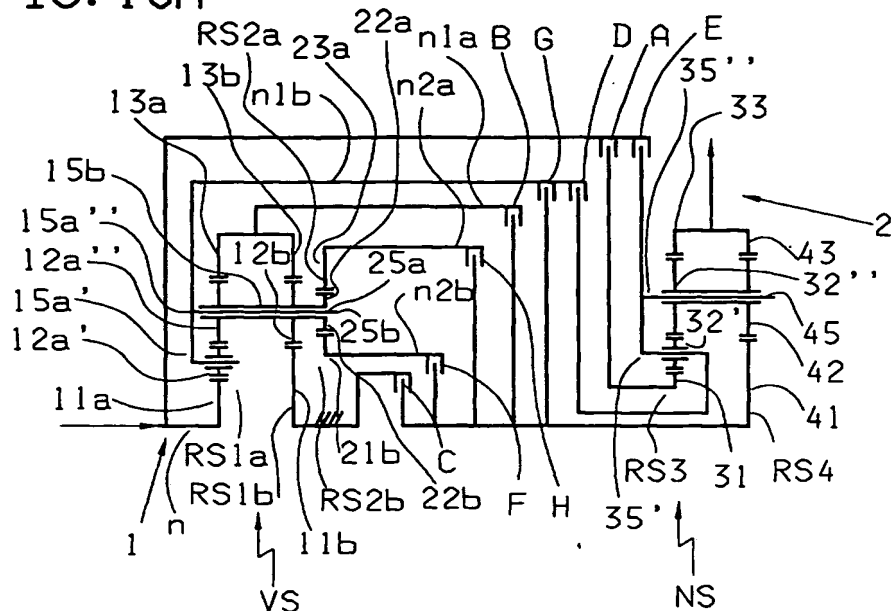 IG. 16A
RS2a 23a 22a n1a B G D A E
13b n1b n2a 35''
13a 33
15b
15a'' 12b 2
12a'' 43
15a' 25a 32''
12a' 25b n2b 32' 45
11a 42
41
RS1a 21b C RS3 31 RS4
n RS1b RS2b 22b F H 35'
1 11b
VS NS